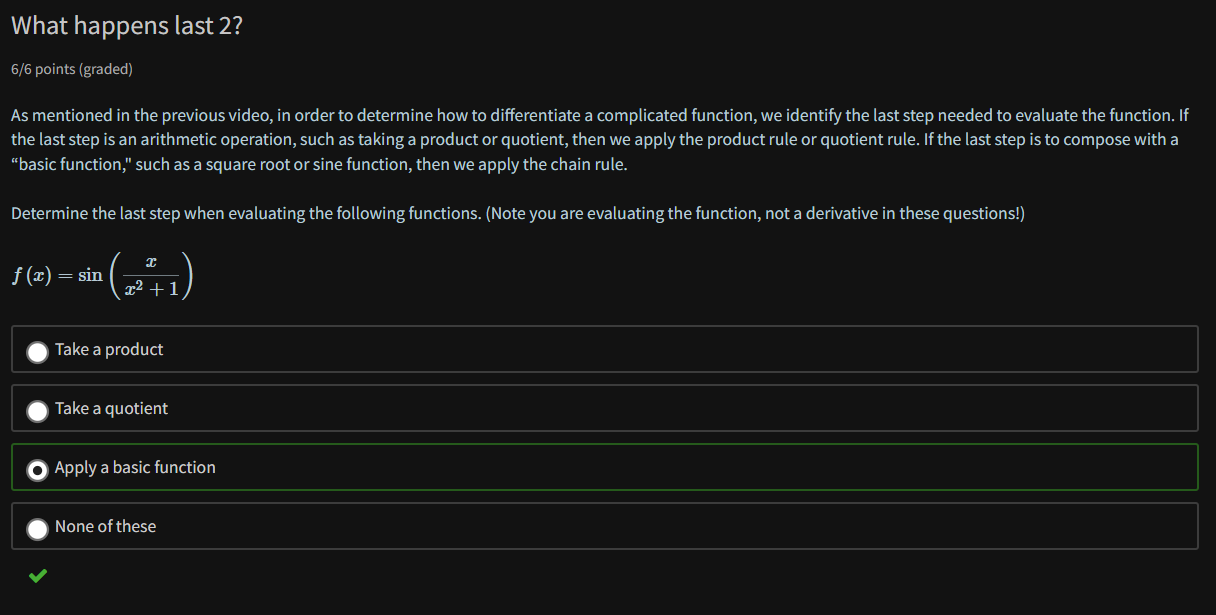 What happens last 2?
6/6 points (graded)
As mentioned in the previous video, in order to determine how to differentiate a complicated function, we identify the last step needed to evaluate the function. If
the last step is an arithmetic operation, such as taking a product or quotient, then we apply the product rule or quotient rule. If the last step is to compose with a
“basic function," such as a square root or sine function, then we apply the chain rule.
Determine the last step when evaluating the following functions. (Note you are evaluating the function, not a derivative in these questions!)
f (x) = sin (x / (x² + 1))
Take a product
Take a quotient
Apply a basic function
None of these